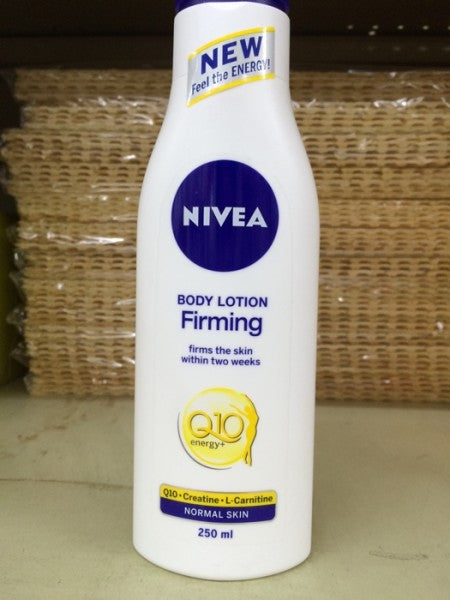 NEW
Feel the ENERGY!
NIVEA
BODY LOTION
Firming
firms the skin
within two weeks
Q10
energy+
Q10 • Creatine • L-Carnitine
NORMAL SKIN
250 ml